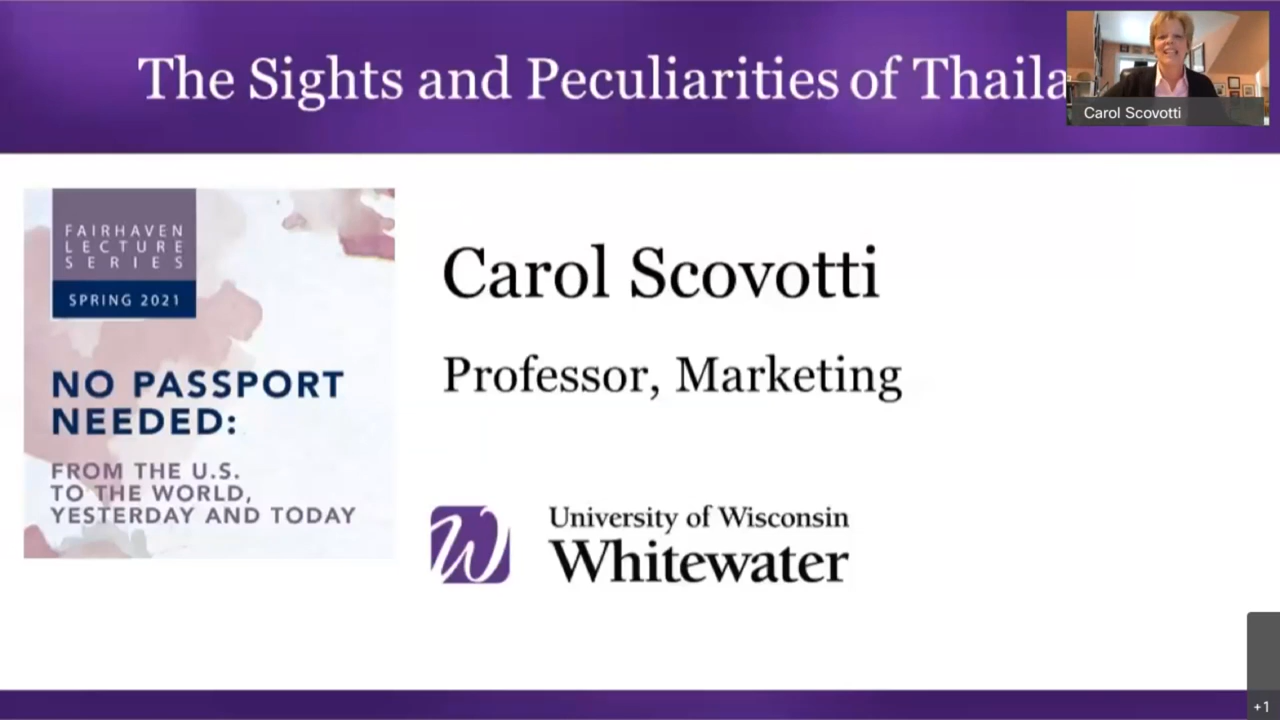 The Sights and Peculiarities of Thaila
Carol Scovotti
FAIRHAVEN
LECTURE
SERIES
SPRING 2021
NO PASSPORT
NEEDED:
FROM THE U.S.
TO THE WORLD,
YESTERDAY AND TODAY
Carol Scovotti
Professor, Marketing
W
University of Wisconsin
Whitewater
+1